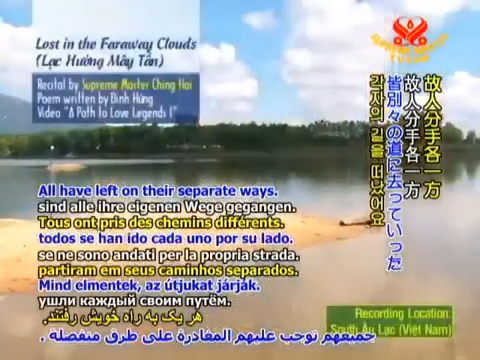 Lost in the Faraway Clouds
(Lạc Hướng Mây Tần)
Recital by Supreme Master Ching Hai
Poem written by Đinh Hùng
Video "A Path to Love Legends 1"
故人分手各一方
故人分手各一方
皆別々の道に去っていった
각자의 길을 떠났어요
All have left on their separate ways.
sind alle ihre eigenen Wege gegangen.
Tous ont pris des chemins différents.
todos se han ido cada uno por su lado.
se ne sono andati per la propria strada.
partiram em seus caminhos separados.
Mind elmentek, az útjukat járják.
ушли каждый своим путём.
هر یک به راه خویش رفتند.
جميعهم توجب عليهم المغادرة على طرق منفصلة .
Recording Location:
South Âu Lạc (Việt Nam)